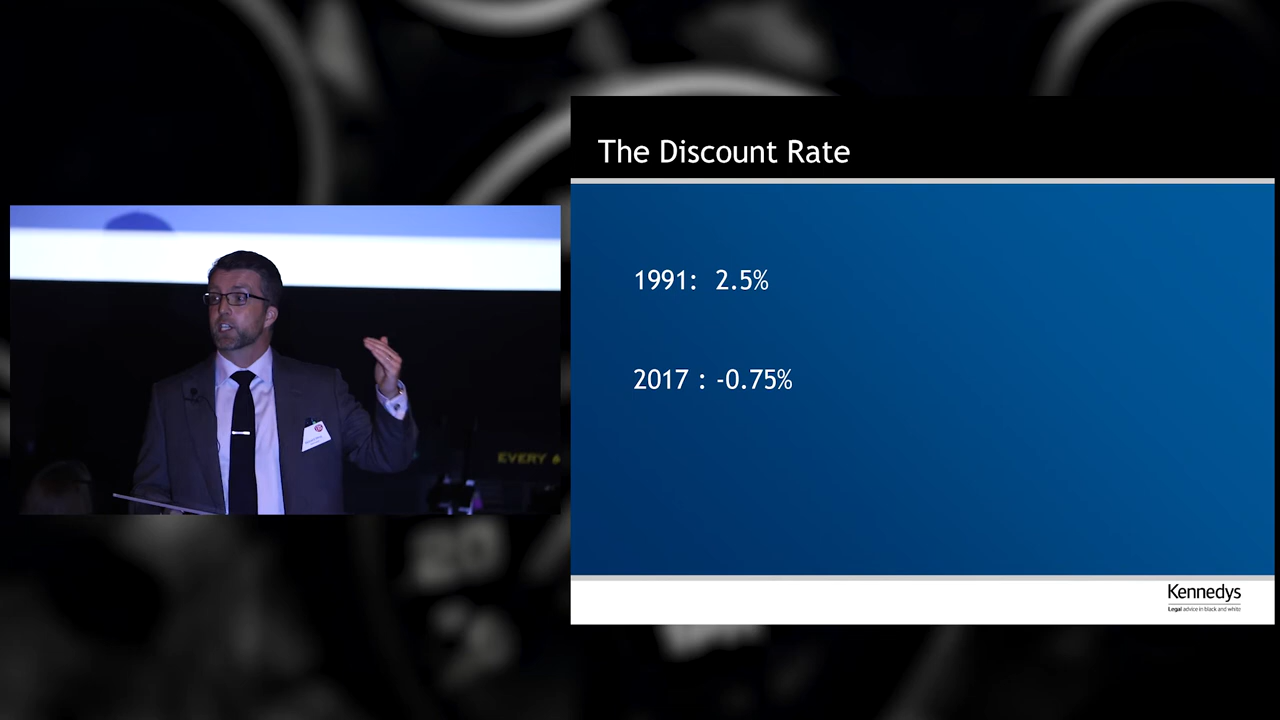 The Discount Rate
1991: 2.5%
2017 : -0.75%
EVERY
Kennedys
Legal advice in black and white